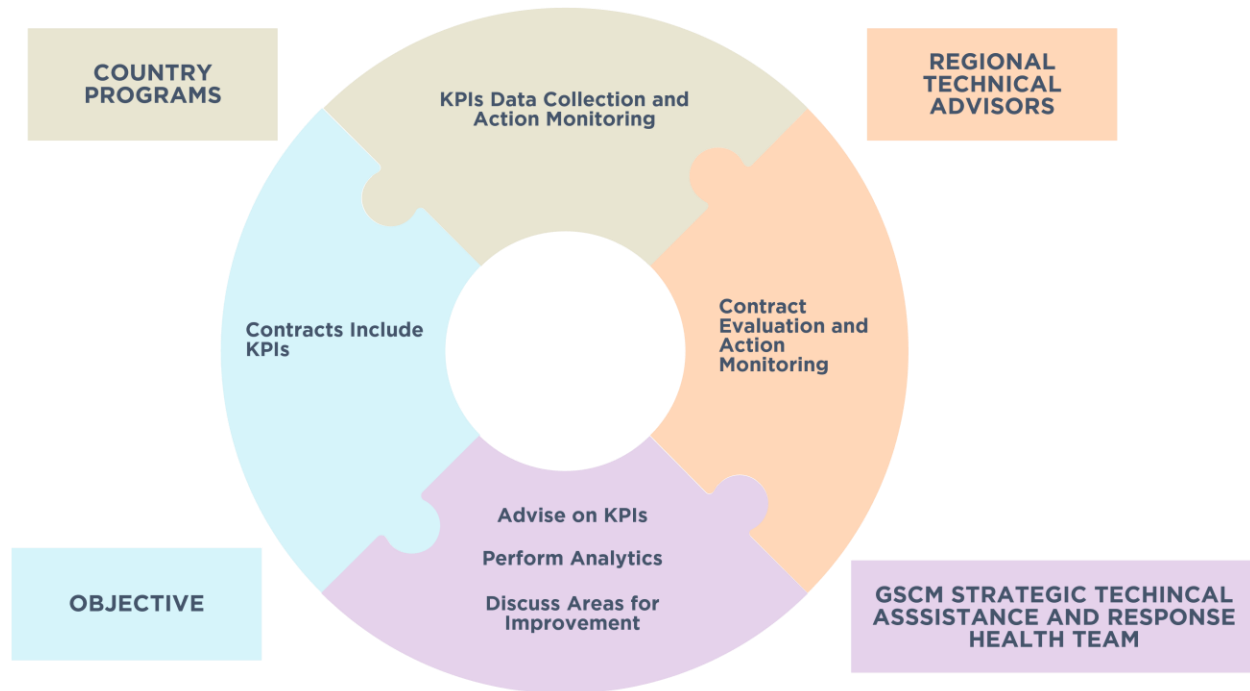 COUNTRY
PROGRAMS
KPIs Data Collection and
Action Monitoring
REGIONAL
TECHNICAL
ADVISORS
Contracts Include
KPIs
Contract
Evaluation and
Action
Monitoring
Advise on KPIs
Perform Analytics
Discuss Areas for
Improvement
OBJECTIVE
GSCM STRATEGIC TECHINCAL
ASSSISTANCE AND RESPONSE
HEALTH TEAM